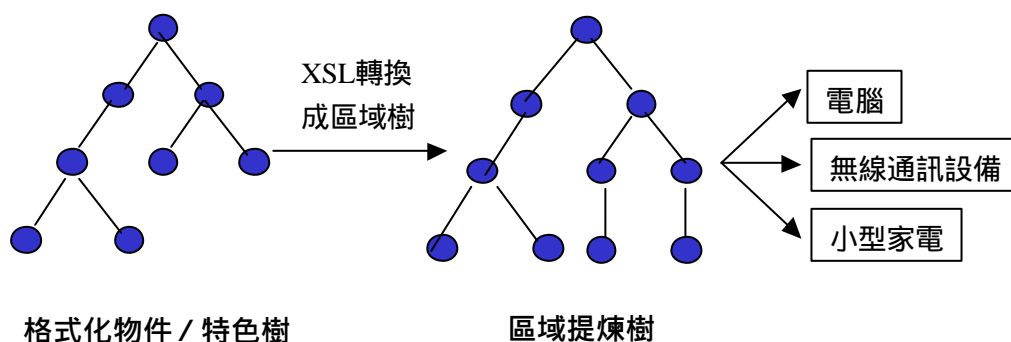 XSL轉換
成區域樹
電腦
無線通訊設備
小型家電
格式化物件 / 特色樹
區域提煉樹